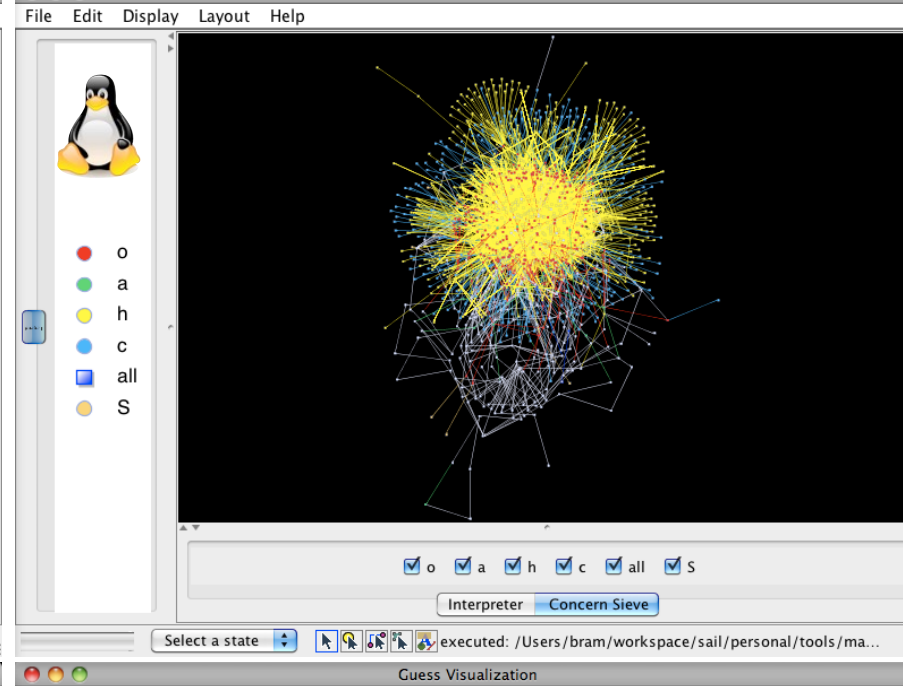 File Edit Display Layout Help
o
a
h
c
all
S
o a h c all S
Interpreter Concern Sieve
Select a state executed: /Users/bram/workspace/sail/personal/tools/ma...
Guess Visualization